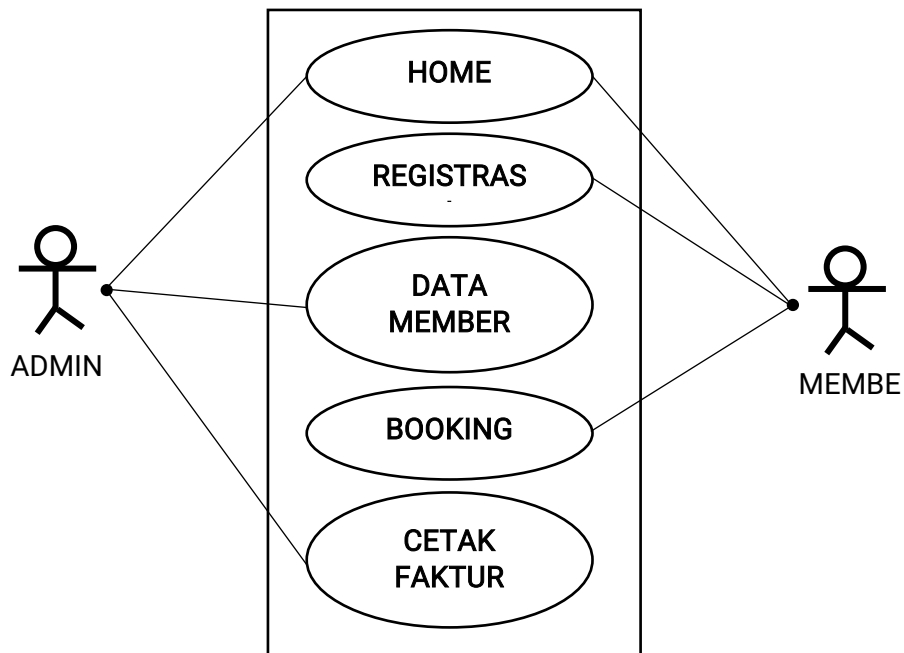 HOME
REGISTRAS
DATA
MEMBER
ADMIN
MEMBE
BOOKING
CETAK
FAKTUR